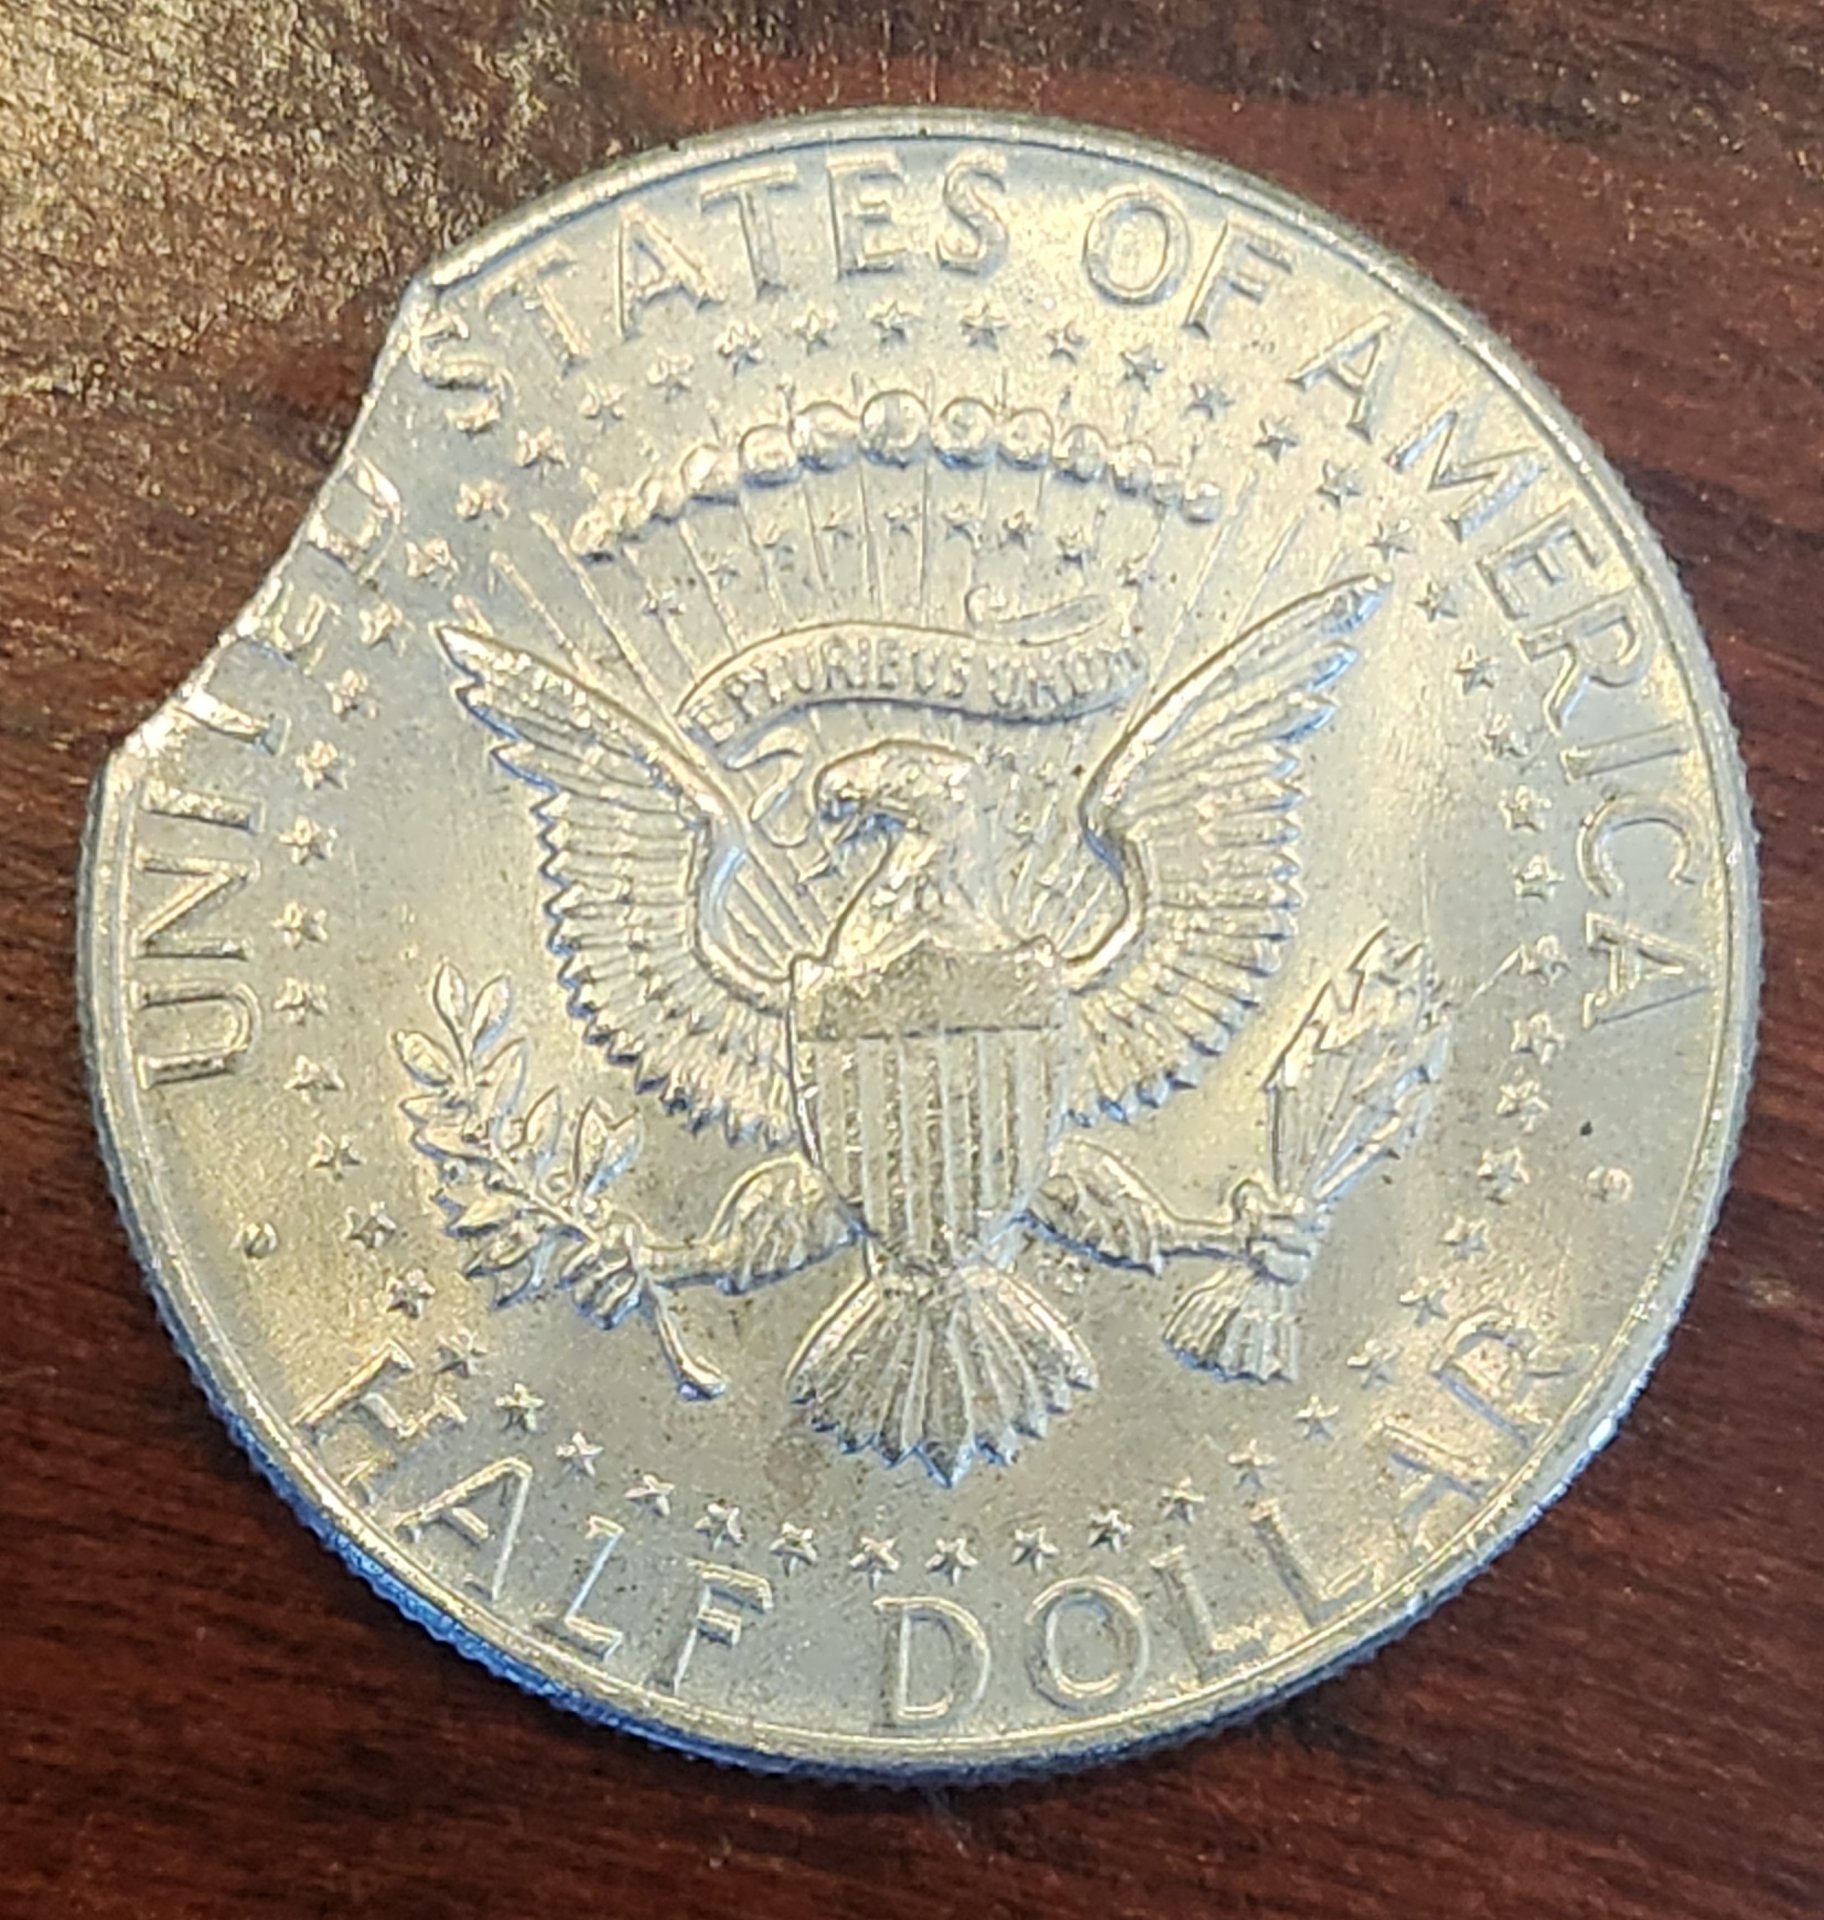 UNITED STATES OF AMERICA
E PLURIBUS UNUM
HALF DOLLAR